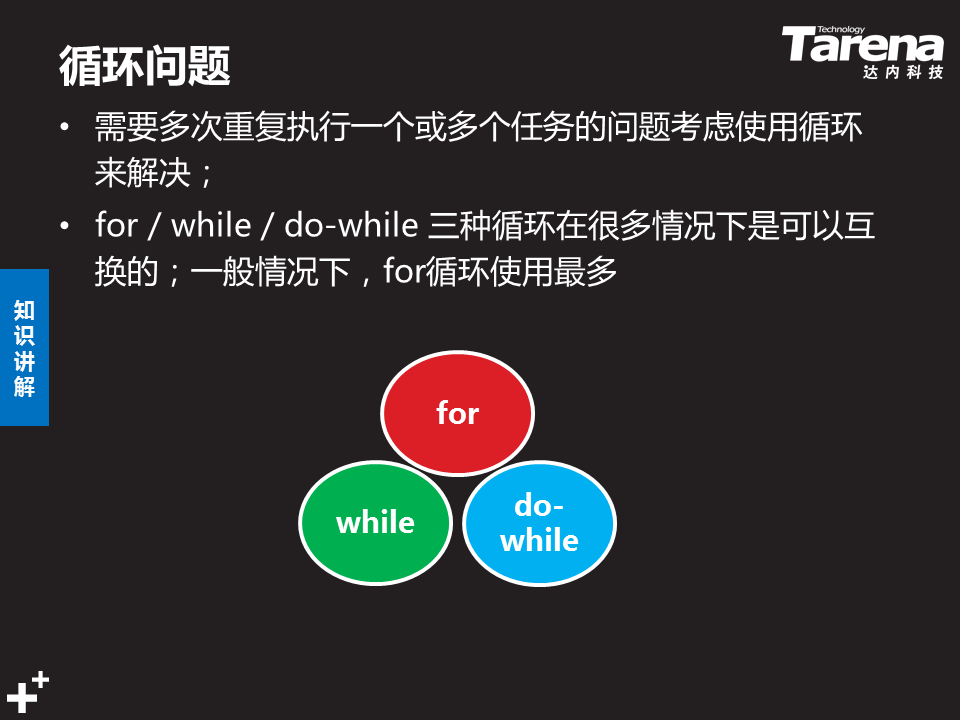 循环问题
Technology
Tarena
达内科技
• 需要多次重复执行一个或多个任务的问题考虑使用循环
来解决；
• for / while / do-while 三种循环在很多情况下是可以互
换的；一般情况下，for循环使用最多
知
识
讲
解
for
while
do-
while